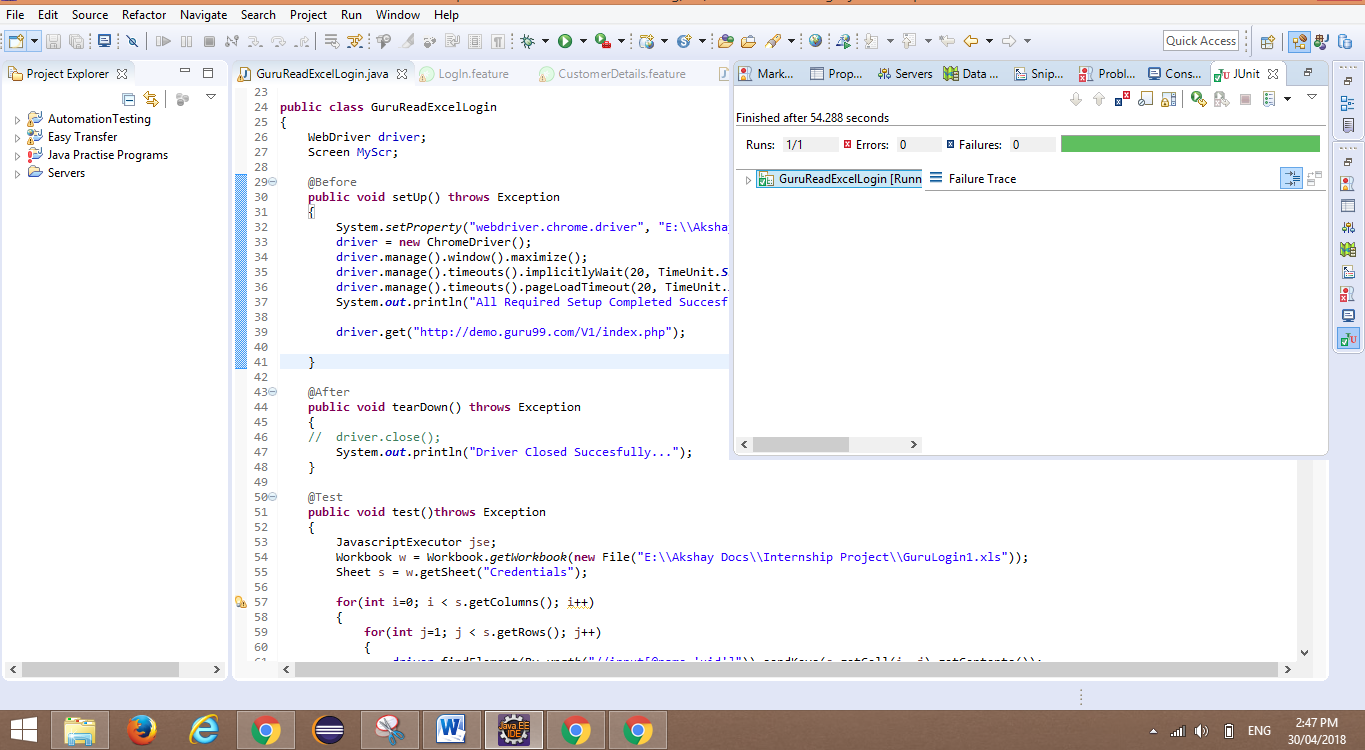 File Edit Source Refactor Navigate Search Project Run Window Help
Quick Access
Project Explorer
AutomationTesting
Easy Transfer
Java Practise Programs
Servers
GuruReadExcelLogin.java
LogIn.feature
CustomerDetails.feature
23
24 public class GuruReadExcelLogin
25 {
26 WebDriver driver;
27 Screen MyScr;
28
29 @Before
30 public void setUp() throws Exception
31 {
32 System.setProperty("webdriver.chrome.driver", "E:\\Aksha
33 driver = new ChromeDriver();
34 driver.manage().window().maximize();
35 driver.manage().timeouts().implicitlyWait(20, TimeUnit.S
36 driver.manage().timeouts().pageLoadTimeout(20, TimeUnit.
37 System.out.println("All Required Setup Completed Succesf
38
39 driver.get("http://demo.guru99.com/V1/index.php");
40
41 }
42
43 @After
44 public void tearDown() throws Exception
45 {
46 // driver.close();
47 System.out.println("Driver Closed Succesfully...");
48 }
49
50 @Test
51 public void test()throws Exception
52 {
53 JavascriptExecutor jse;
54 Workbook w = Workbook.getWorkbook(new File("E:\\Akshay Docs\\Internship Project\\GuruLogin1.xls"));
55 Sheet s = w.getSheet("Credentials");
56
57 for(int i=0; i < s.getColumns(); i++)
58 {
59 for(int j=1; j < s.getRows(); j++)
60 {
Mark... Prop... Servers Data ... Snip... Probl... Cons... JUnit
Finished after 54.288 seconds
Runs: 1/1 Errors: 0 Failures: 0
GuruReadExcelLogin [Runn
Failure Trace
Java EE
IDE
ENG
2:47 PM
30/04/2018